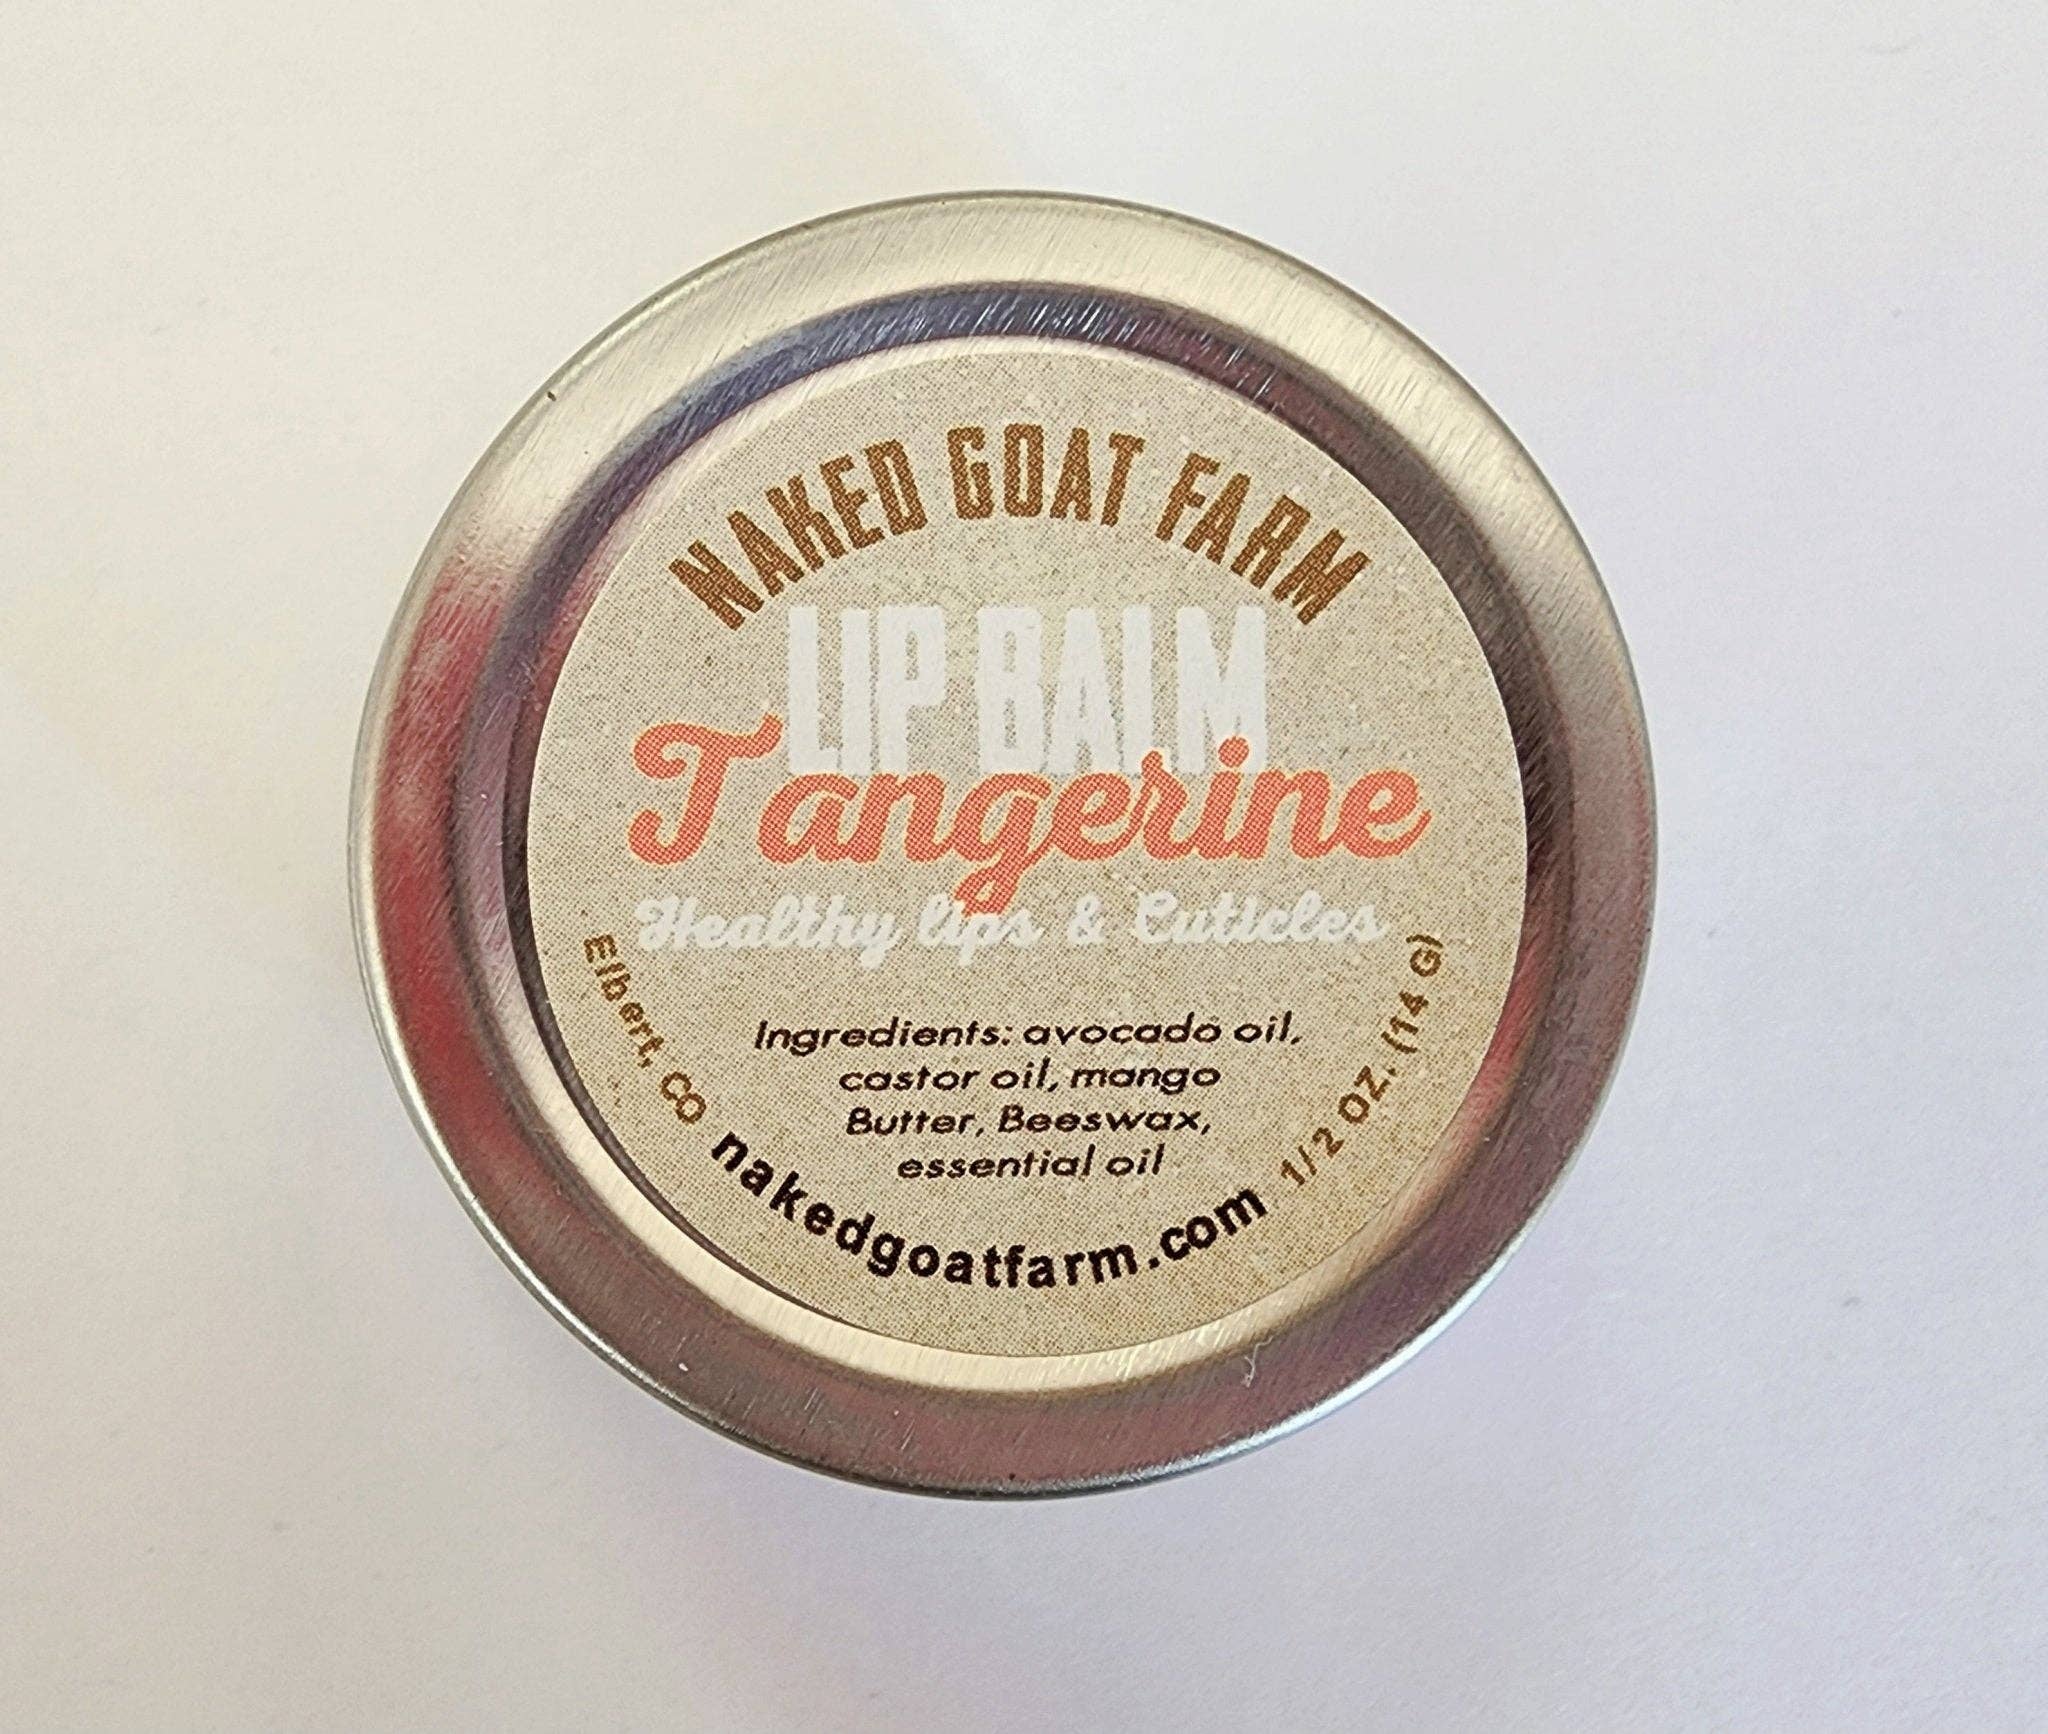 NAKED GOAT FARM
LIP BALM
Tangerine
Healthy lips & Cuticles
Ingredients: avocado oil,
castor oil, mango
Butter, Beeswax,
essential oil
Elbert, CO
nakedgoatfarm.com
1/2 OZ. (14 G)